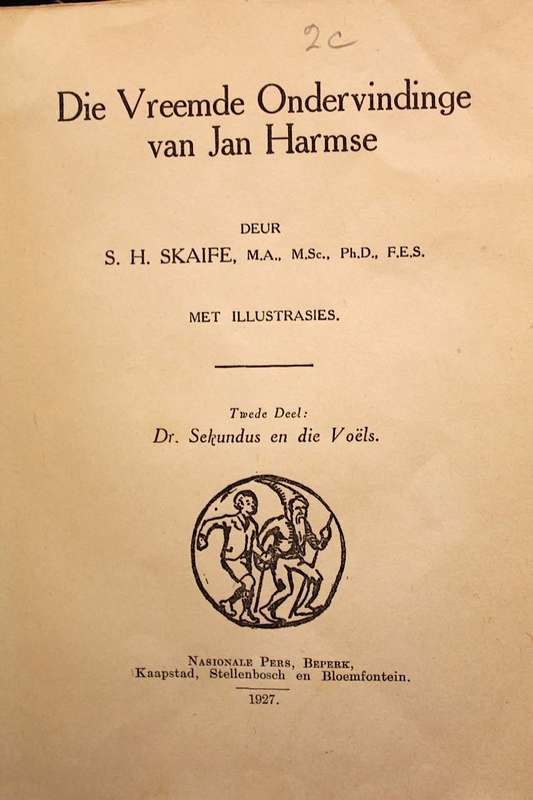 2c
Die Vreemde Ondervindinge
van Jan Harmse
DEUR
S. H. SKAIFE, M.A., M.Sc., Ph.D., F.E.S.
MET ILLUSTRASIES.
Twede Deel:
Dr. Sekundus en die Voëls.
NASIONALE PERS, BEPERK,
Kaapstad, Stellenbosch en Bloemfontein.
1927.